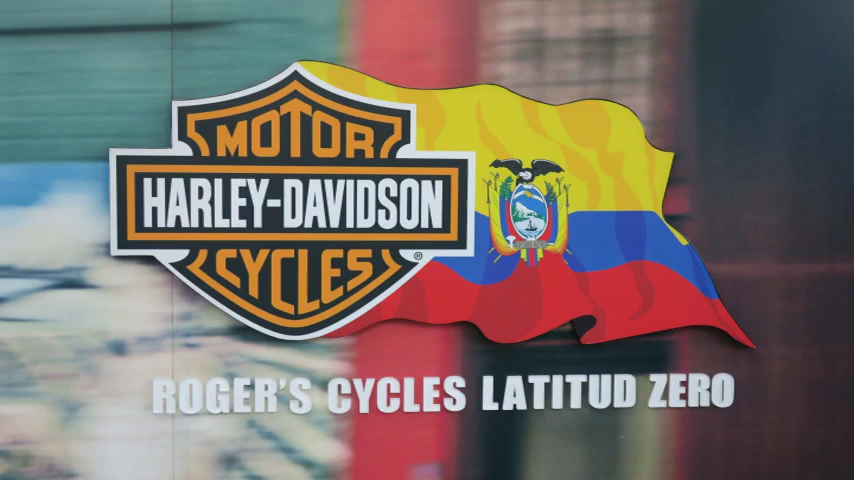 MOTOR
HARLEY-DAVIDSON
CYCLES
®
ROGER'S CYCLES LATITUD ZERO